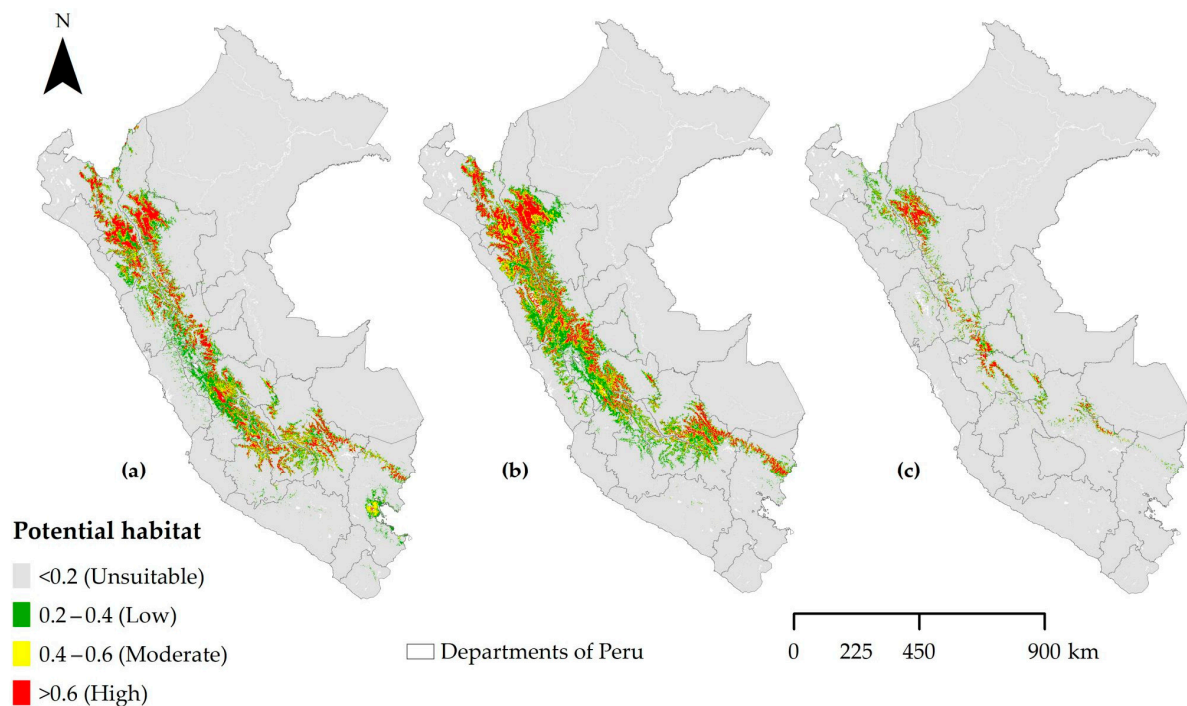 N
(a)
(b)
(c)
Potential habitat
<0.2 (Unsuitable)
0.2–0.4 (Low)
0.4–0.6 (Moderate)
>0.6 (High)
Departments of Peru
0 225 450 900 km